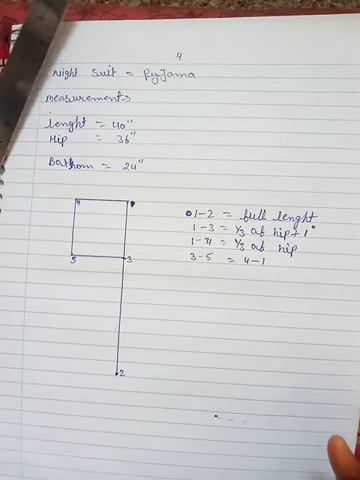 4
Night Suit = Pyjama
measurements
Lenght = 40"
Hip = 36"
Bottom = 24"
4
1-2 = full lenght
1-3 = 1/3 of hip + 1"
1-4 = 1/3 of hip
3-5 = 4-1
5
3
2